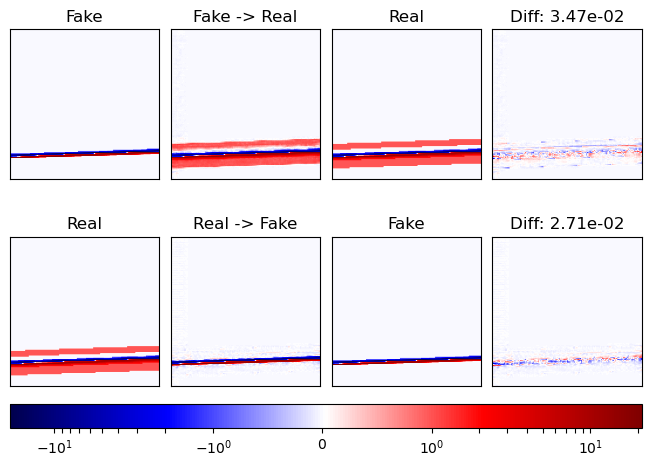 Fake
Fake -> Real
Real
Diff: 3.47e-02
Real
Real -> Fake
Fake
Diff: 2.71e-02
−10¹
−10⁰
0
10⁰
10¹